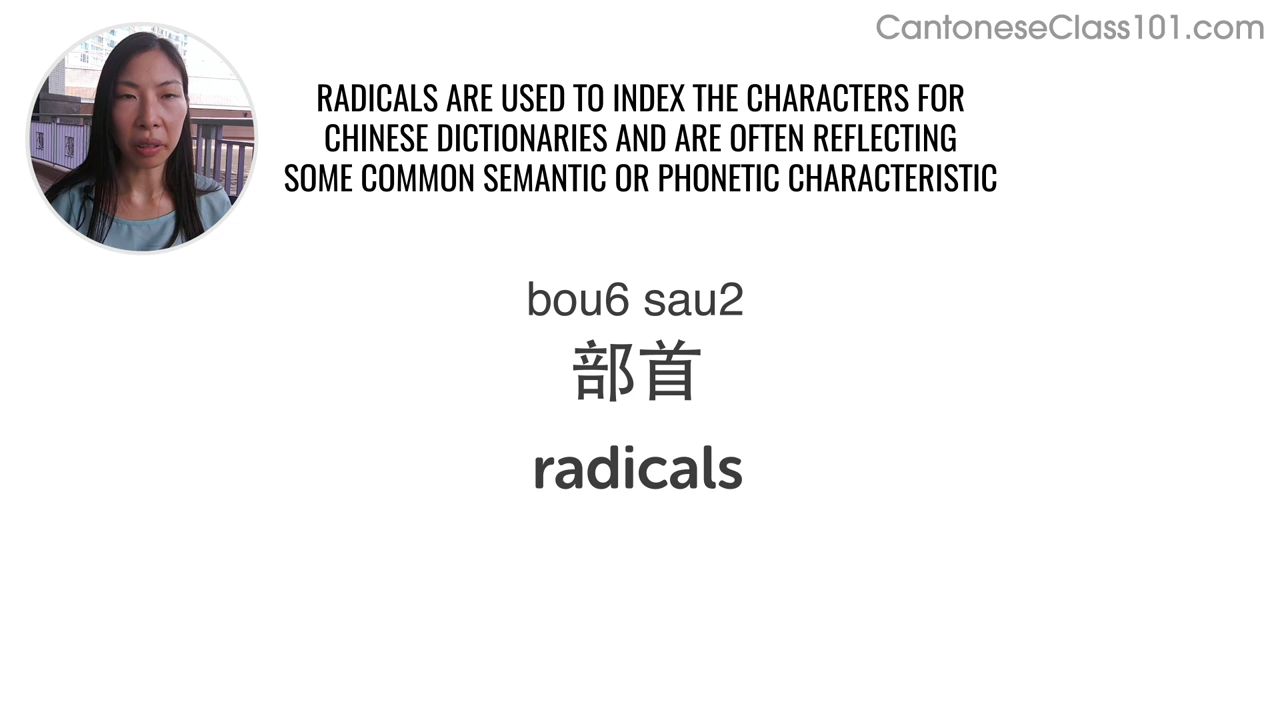 CantoneseClass101.com
RADICALS ARE USED TO INDEX THE CHARACTERS FOR
CHINESE DICTIONARIES AND ARE OFTEN REFLECTING
SOME COMMON SEMANTIC OR PHONETIC CHARACTERISTIC
bou6 sau2
部首
radicals